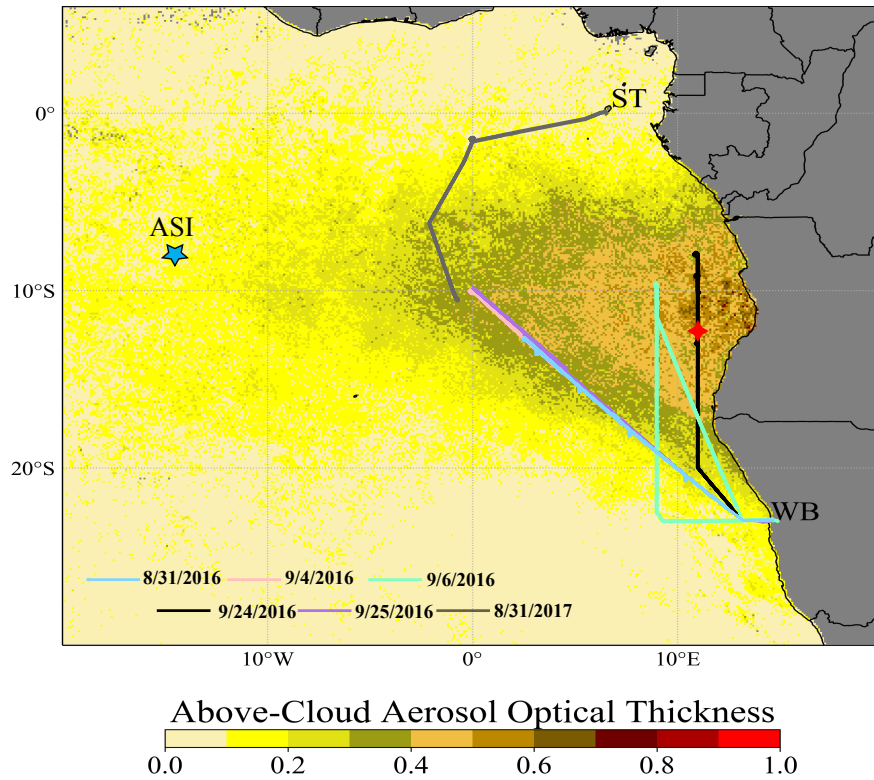 ST
0°
ASI
10°S
20°S
WB
8/31/2016 9/4/2016 9/6/2016
9/24/2016 9/25/2016 8/31/2017
10°W 0° 10°E
Above-Cloud Aerosol Optical Thickness
0.0 0.2 0.4 0.6 0.8 1.0